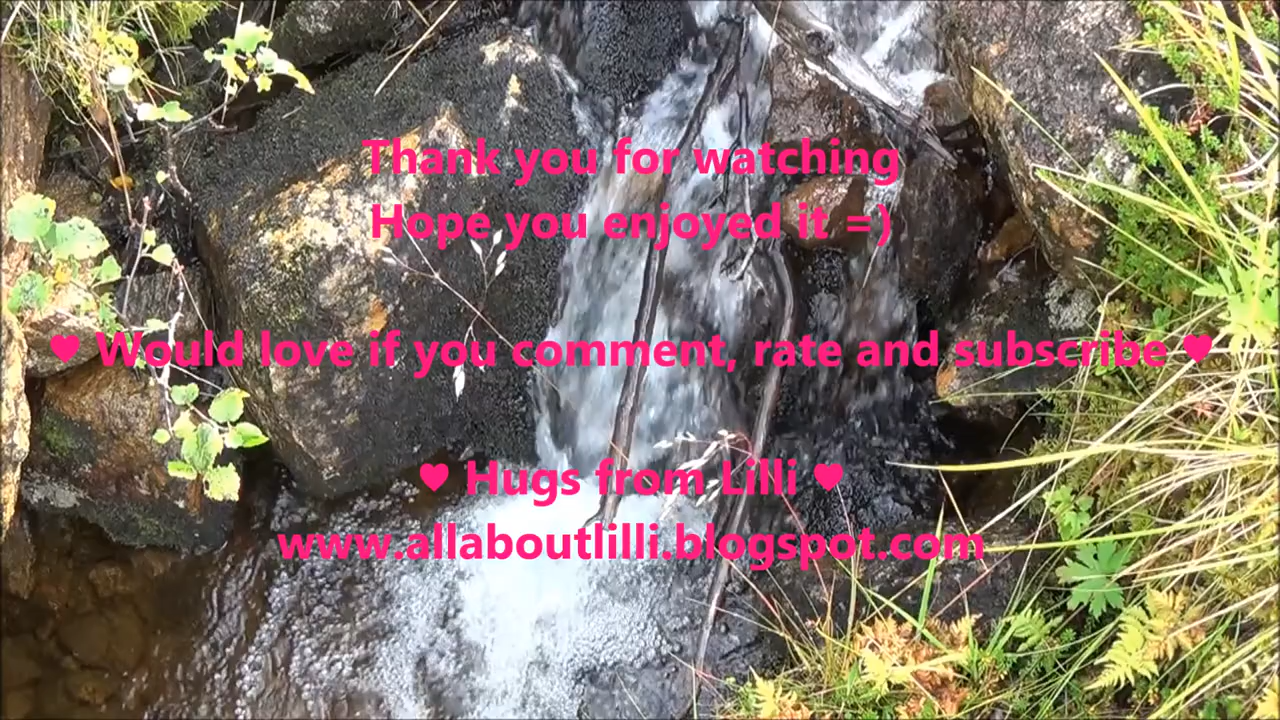 Thank you for watching
Hope you enjoyed it =)
♥ Would love if you comment, rate and subscribe ♥
♥ Hugs from Lilli ♥
www.allaboutlilli.blogspot.com